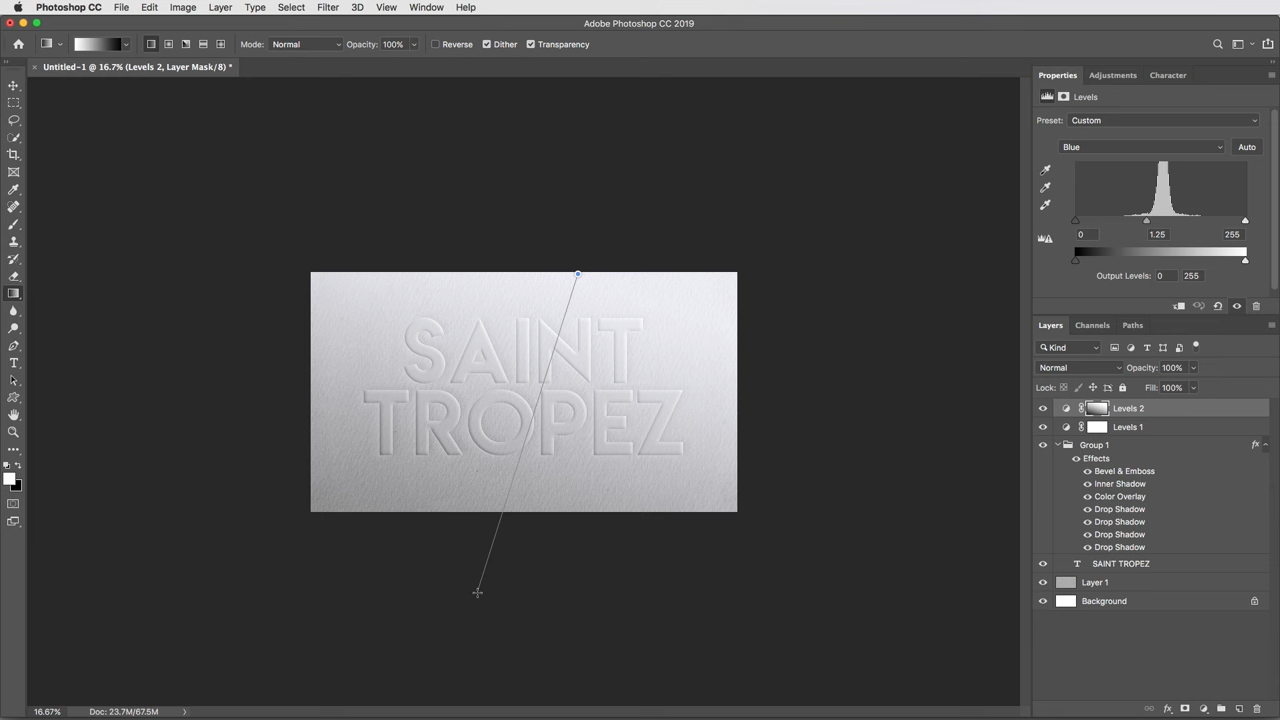 Photoshop CC File Edit Image Layer Type Select Filter 3D View Window Help
Adobe Photoshop CC 2019
Mode: Normal Opacity: 100% Reverse Dither Transparency
Untitled-1 @ 16.7% (Levels 2, Layer Mask/8) *
Properties Adjustments Character
Levels
Preset: Custom
Blue Auto
0 1.25 255
Output Levels: 0 255
Layers Channels Paths
Kind
Normal Opacity: 100%
Lock: Fill: 100%
Levels 2
Levels 1
Group 1 fx
Effects
Bevel & Emboss
Inner Shadow
Color Overlay
Drop Shadow
Drop Shadow
Drop Shadow
Drop Shadow
T SAINT TROPEZ
Layer 1
Background
SAINT
TROPEZ
16.67% Doc: 23.7M/67.5M
fx